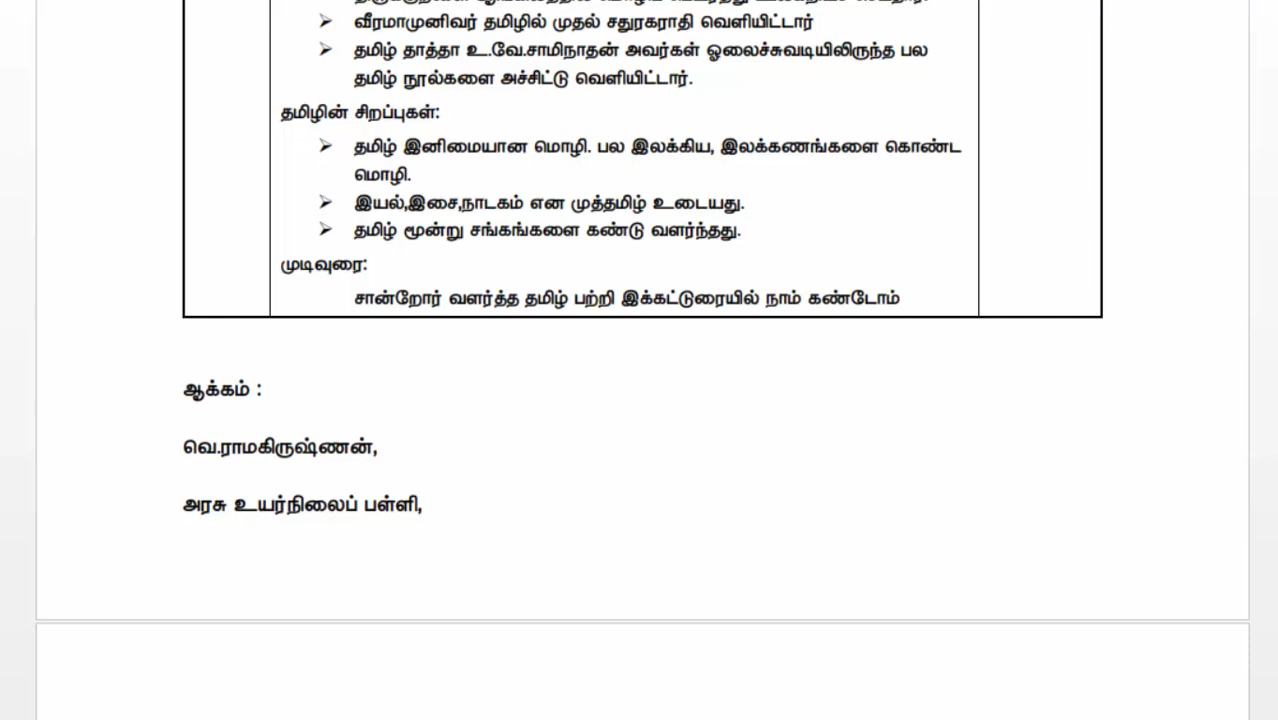 ➢ வீரமாமுனிவர் தமிழில் முதல் சதுரகராதி வெளியிட்டார்
➢ தமிழ் தாத்தா உ.வே.சாமிநாதன் அவர்கள் ஓலைச்சுவடியிலிருந்த பல
தமிழ் நூல்களை அச்சிட்டு வெளியிட்டார்.
தமிழின் சிறப்புகள்:
➢ தமிழ் இனிமையான மொழி. பல இலக்கிய, இலக்கணங்களை கொண்ட
மொழி.
➢ இயல்,இசை,நாடகம் என முத்தமிழ் உடையது.
➢ தமிழ் மூன்று சங்கங்களை கண்டு வளர்ந்தது.
முடிவுரை:
சான்றோர் வளர்த்த தமிழ் பற்றி இக்கட்டுரையில் நாம் கண்டோம்
ஆக்கம் :
வெ.ராமகிருஷ்ணன்,
அரசு உயர்நிலைப் பள்ளி,